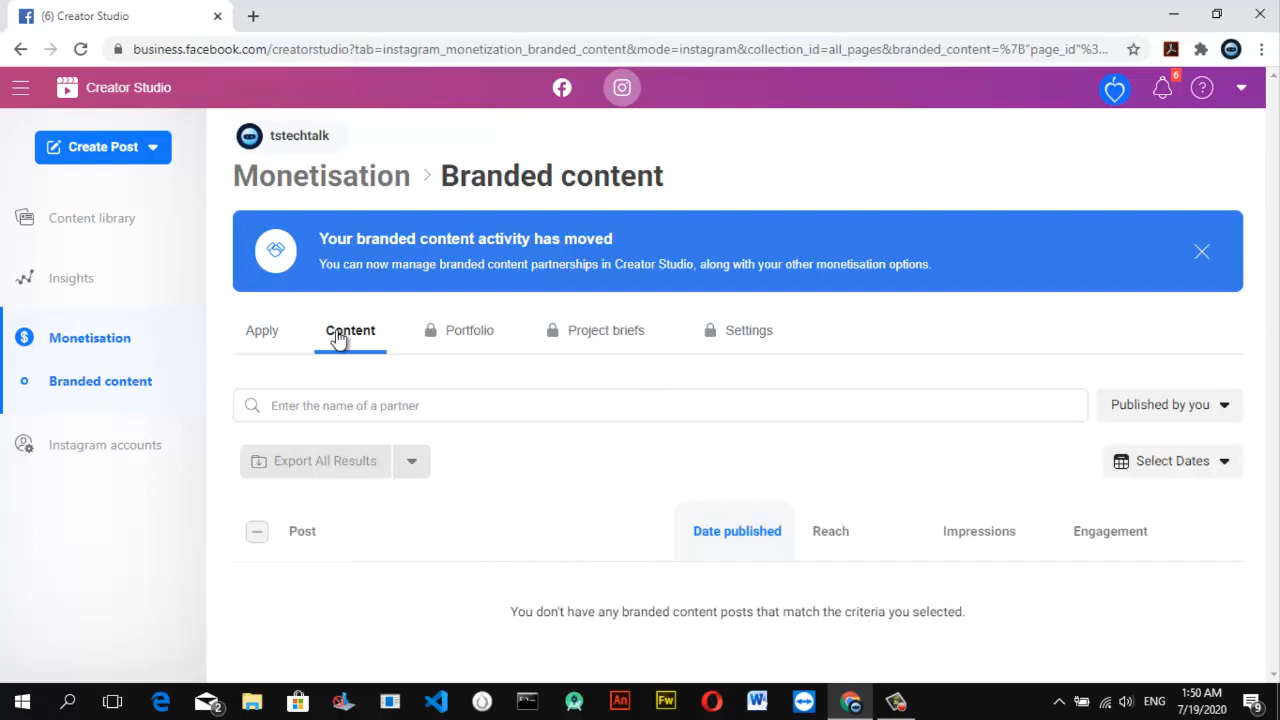 (6) Creator Studio
business.facebook.com/creatorstudio?tab=instagram_monetization_branded_content&mode=instagram&collection_id=all_pages&branded_content=%7B"page_id"%3...
Creator Studio
6
Create Post
tstechtalk
Monetisation > Branded content
Content library
Your branded content activity has moved
You can now manage branded content partnerships in Creator Studio, along with your other monetisation options.
Insights
Apply Content Portfolio Project briefs Settings
Monetisation
Branded content
Enter the name of a partner Published by you
Instagram accounts
Export All Results Select Dates
Post Date published Reach Impressions Engagement
You don't have any branded content posts that match the criteria you selected.
2 An Fw ENG 1:50 AM
7/19/2020 9